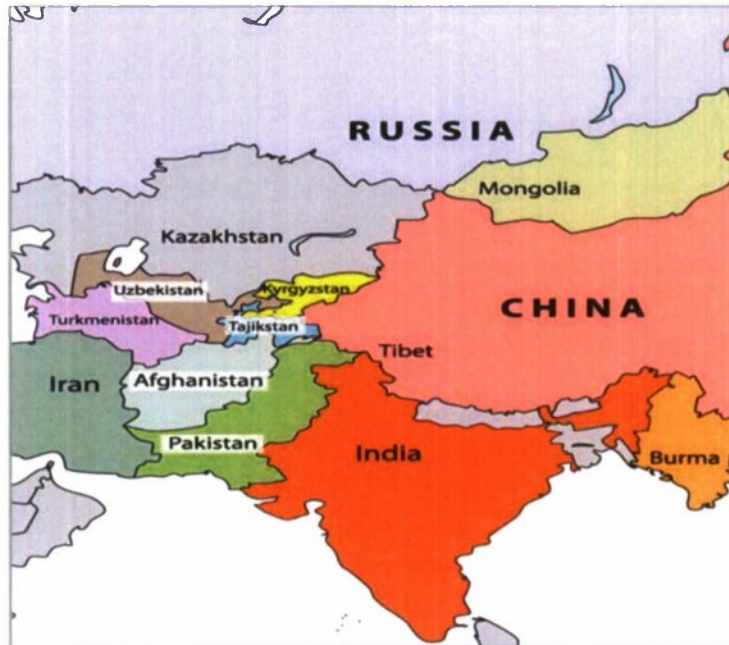 RUSSIA
Mongolia
Kazakhstan
Uzbekistan
Kyrgyzstan
CHINA
Turkmenistan
Tajikstan
Tibet
Iran
Afghanistan
Pakistan
India
Burma